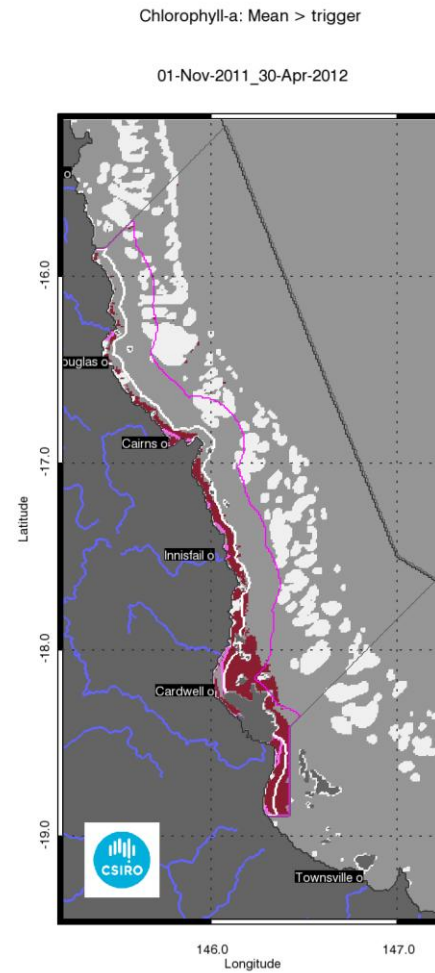 Chlorophyll-a: Mean > trigger
01-Nov-2011_30-Apr-2012
-16.0
ouglas o
Cairns o
-17.0
Latitude
Innisfail o
-18.0
Cardwell o
-19.0
CSIRO
Townsville o
146.0
147.0
Longitude